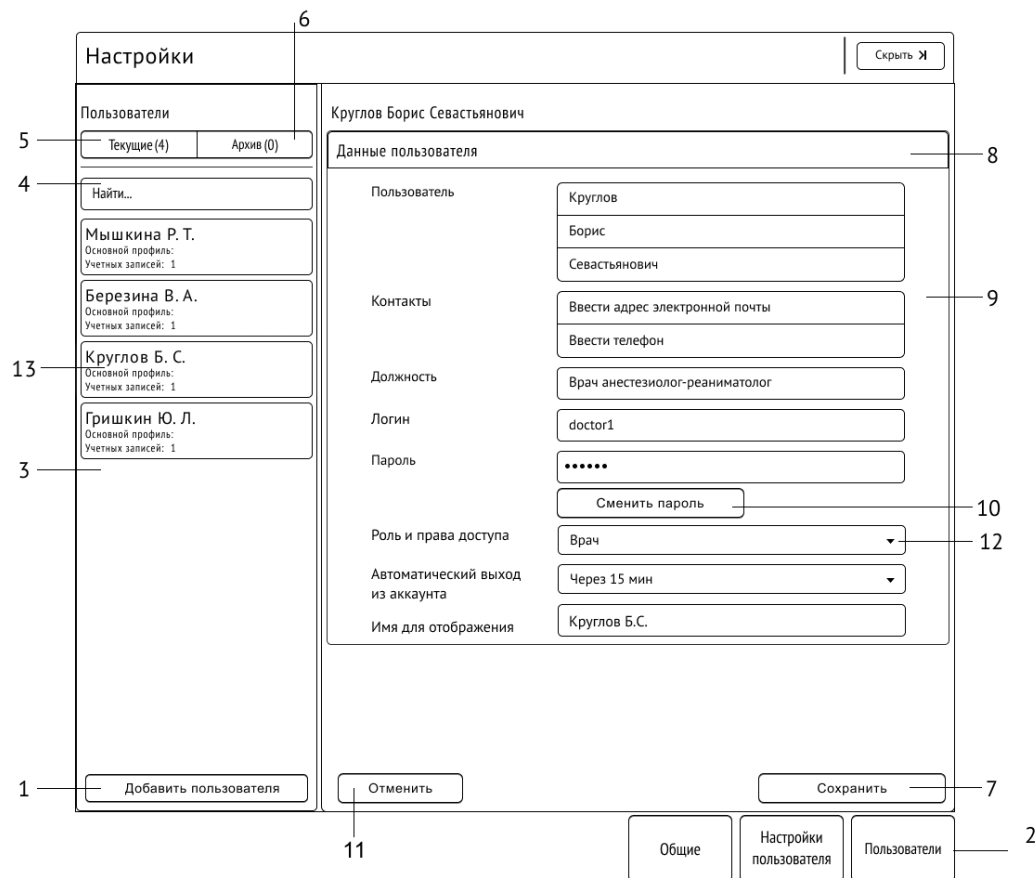 6
Настройки
Скрыть
Пользователи
Круглов Борис Севастьянович
5
Текущие (4)
Архив (0)
Данные пользователя
8
4
Найти...
Пользователь
Круглов
Борис
Севастьянович
Мышкина Р. Т.
Основной профиль:
Учетных записей: 1
Березина В. А.
Основной профиль:
Учетных записей: 1
Контакты
Ввести адрес электронной почты
Ввести телефон
9
13
Круглов Б. С.
Основной профиль:
Учетных записей: 1
Должность
Врач анестезиолог-реаниматолог
Гришкин Ю. Л.
Основной профиль:
Учетных записей: 1
Логин
doctor1
3
Пароль
••••••
Сменить пароль
10
Роль и права доступа
Врач
12
Автоматический выход
из аккаунта
Через 15 мин
Имя для отображения
Круглов Б.С.
1
Добавить пользователя
Отменить
Сохранить
7
11
Общие
Настройки
пользователя
Пользователи
2